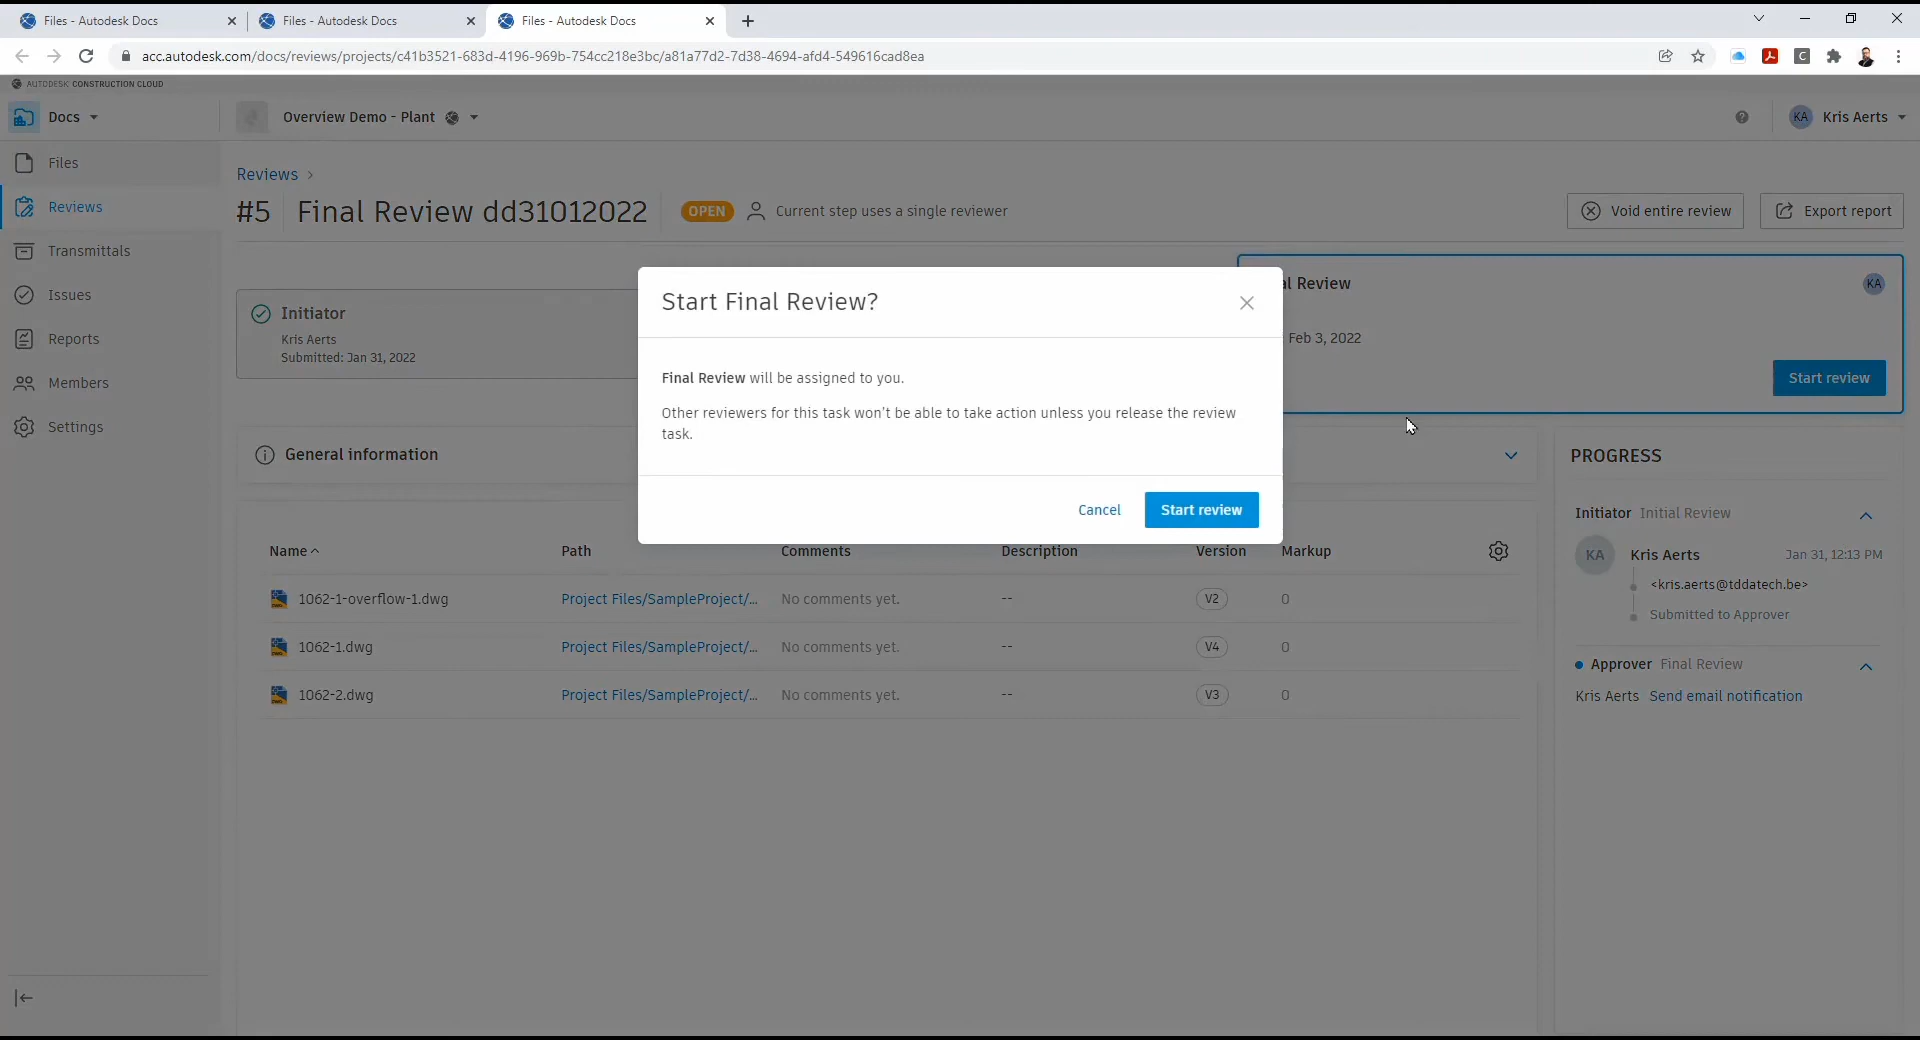 Files - Autodesk Docs
Files - Autodesk Docs
Files - Autodesk Docs
acc.autodesk.com/docs/reviews/projects/c41b3521-683d-4196-969b-754cc218e3bc/a81a77d2-7d38-4694-afd4-549616cad8ea
AUTODESK CONSTRUCTION CLOUD
Docs
Overview Demo - Plant
KA
Kris Aerts
Files
Reviews
Transmittals
Issues
Reports
Members
Settings
Reviews >
#5
Final Review dd31012022
OPEN
Current step uses a single reviewer
Void entire review
Export report
Initiator
Kris Aerts
Submitted: Jan 31, 2022
al Review
KA
Feb 3, 2022
Start review
Start Final Review?
Final Review will be assigned to you.
Other reviewers for this task won't be able to take action unless you release the review
task.
Cancel
Start review
General information
Name
Path
Comments
Description
Version
Markup
1062-1-overflow-1.dwg
Project Files/SampleProject/...
No comments yet.
--
V2
0
1062-1.dwg
Project Files/SampleProject/...
No comments yet.
--
V4
0
1062-2.dwg
Project Files/SampleProject/...
No comments yet.
--
V3
0
PROGRESS
Initiator Initial Review
KA
Kris Aerts
Jan 31, 12:13 PM
<kris.aerts@tddatech.be>
Submitted to Approver
Approver Final Review
Kris Aerts Send email notification